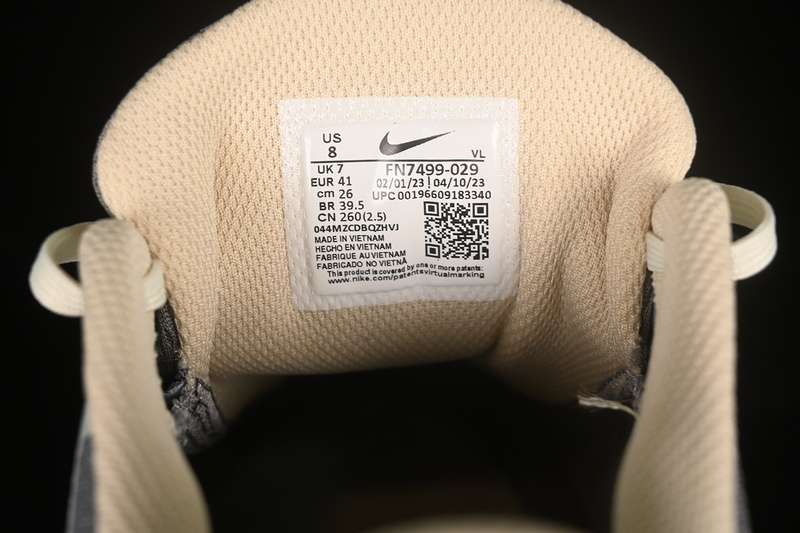 US
8
VL
UK 7
FN7499-029
EUR 41
02/01/23 | 04/10/23
cm 26
UPC 00196609183340
BR 39.5
CN 260(2.5)
044MZCDBQZHVJ
MADE IN VIETNAM
HECHO EN VIETNAM
FABRIQUE AU VIETNAM
FABRICADO NO VIETNÃ
This product is covered by one or more patents:
www.nike.com/patentsvirtualmarking